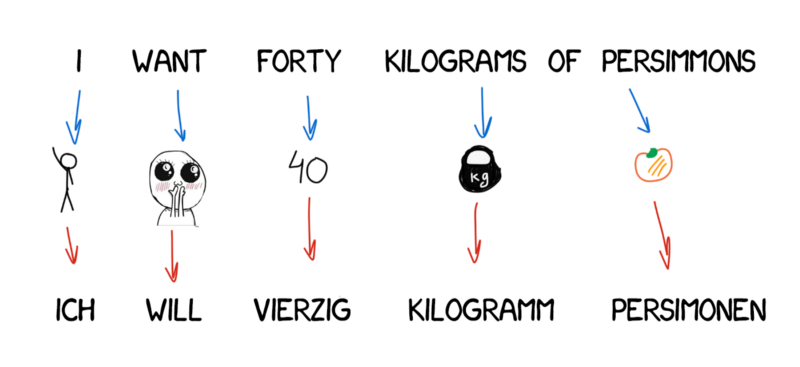 I WANT FORTY KILOGRAMS OF PERSIMMONS
40 kg
ICH WILL VIERZIG KILOGRAMM PERSIMONEN